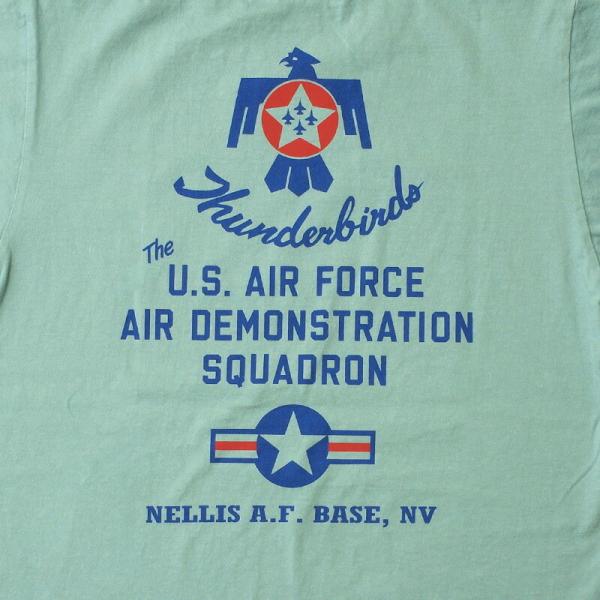 Thunderbirds
The
U.S. AIR FORCE
AIR DEMONSTRATION
SQUADRON
NELLIS A.F. BASE, NV